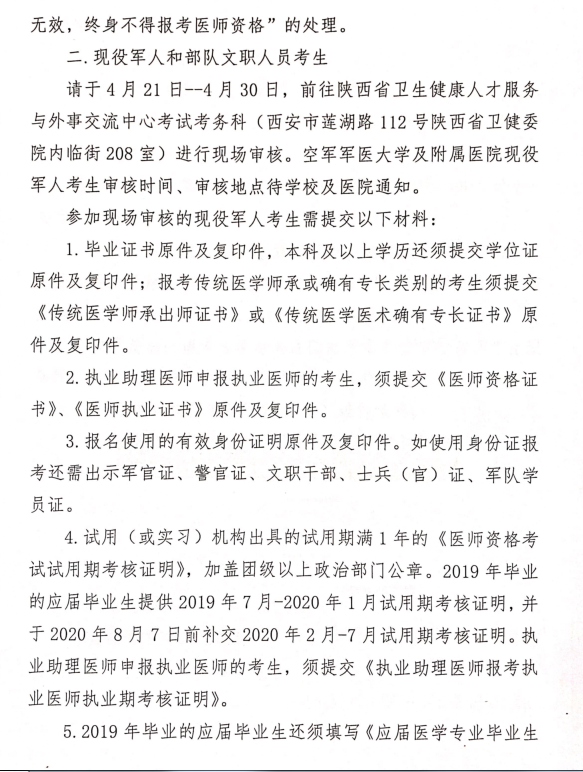 无效，终身不得报考医师资格”的处理。
二.现役军人和部队文职人员考生
请于4月21日--4月30日，前往陕西省卫生健康人才服务
与外事交流中心考试考务科（西安市莲湖路112号陕西省卫健委
院内临街208室）进行现场审核。空军军医大学及附属医院现役
军人考生审核时间、审核地点待学校及医院通知。
参加现场审核的现役军人考生需提交以下材料：
1.毕业证书原件及复印件，本科及以上学历还须提交学位证
原件及复印件；报考传统医学师承或确有专长类别的考生须提交
《传统医学师承出师证书》或《传统医学医术确有专长证书》原
件及复印件。
2.执业助理医师申报执业医师的考生，须提交《医师资格证
书》、《医师执业证书》原件及复印件。
3.报名使用的有效身份证明原件及复印件。如使用身份证报
考还需出示军官证、警官证、文职干部、士兵（官）证、军队学
员证。
4.试用（或实习）机构出具的试用期满1年的《医师资格考
试试用期考核证明》，加盖团级以上政治部门公章。2019年毕业
的应届毕业生提供2019年7月-2020年1月试用期考核证明，并
于2020年8月7日前补交2020年2月-7月试用期考核证明。执
业助理医师申报执业医师的考生，须提交《执业助理医师报考执
业医师执业期考核证明》。
5.2019年毕业的应届毕业生还须填写《应届医学专业毕业生